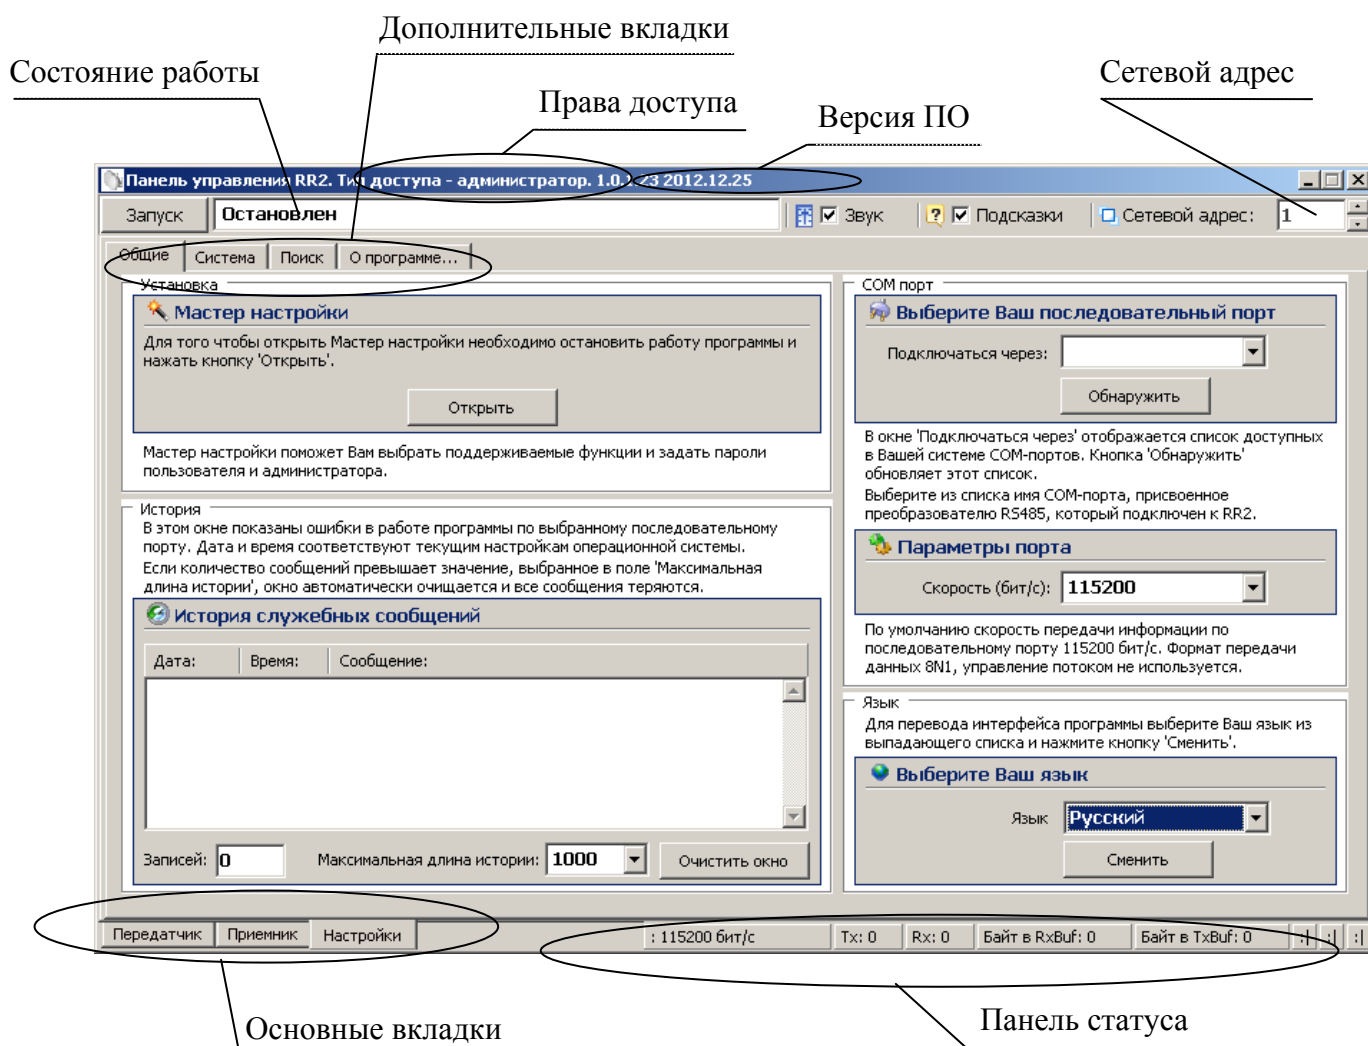 Дополнительные вкладки
Состояние работы
Сетевой адрес
Права доступа
Версия ПО
Панель управления RR2. Тип доступа - администратор. 1.0. 23 2012.12.25
Запуск
Остановлен
Звук
Подсказки
Сетевой адрес:
1
Общие
Система
Поиск
О программе...
Установка
Мастер настройки
Для того чтобы открыть Мастер настройки необходимо остановить работу программы и
нажать кнопку 'Открыть'.
Открыть
Мастер настройки поможет Вам выбрать поддерживаемые функции и задать пароли
пользователя и администратора.
История
В этом окне показаны ошибки в работе программы по выбранному последовательному
порту. Дата и время соответствуют текущим настройкам операционной системы.
Если количество сообщений превышает значение, выбранное в поле 'Максимальная
длина истории', окно автоматически очищается и все сообщения теряются.
История служебных сообщений
Дата:
Время:
Сообщение:
Записей:
0
Максимальная длина истории:
1000
Очистить окно
COM порт
Выберите Ваш последовательный порт
Подключаться через:
Обнаружить
В окне 'Подключаться через' отображается список доступных
в Вашей системе COM-портов. Кнопка 'Обнаружить'
обновляет этот список.
Выберите из списка имя COM-порта, присвоенное
преобразователю RS485, который подключен к RR2.
Параметры порта
Скорость (бит/с):
115200
По умолчанию скорость передачи информации по
последовательному порту 115200 бит/с. Формат передачи
данных 8N1, управление потоком не используется.
Язык
Для перевода интерфейса программы выберите Ваш язык из
выпадающего списка и нажмите кнопку 'Сменить'.
Выберите Ваш язык
Язык
Русский
Сменить
Передатчик
Приемник
Настройки
: 115200 бит/с
Tx: 0
Rx: 0
Байт в RxBuf: 0
Байт в TxBuf: 0
:|
:|
:|
Основные вкладки
Панель статуса